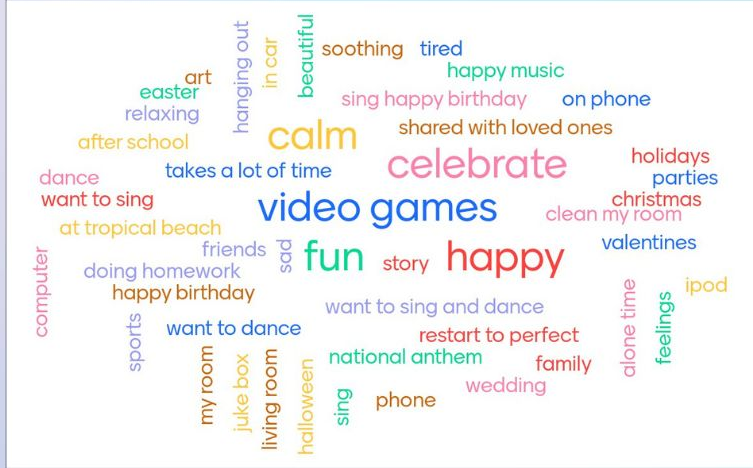 hanging out
in car
beautiful
soothing
tired
art
happy music
easter
sing happy birthday
on phone
relaxing
calm
shared with loved ones
after school
celebrate
holidays
takes a lot of time
dance
parties
want to sing
video games
christmas
clean my room
at tropical beach
friends
sad
fun
story
happy
valentines
computer
doing homework
happy birthday
want to sing and dance
alone time
feelings
ipod
sports
want to dance
restart to perfect
my room
juke box
living room
halloween
national anthem
family
wedding
sing
phone